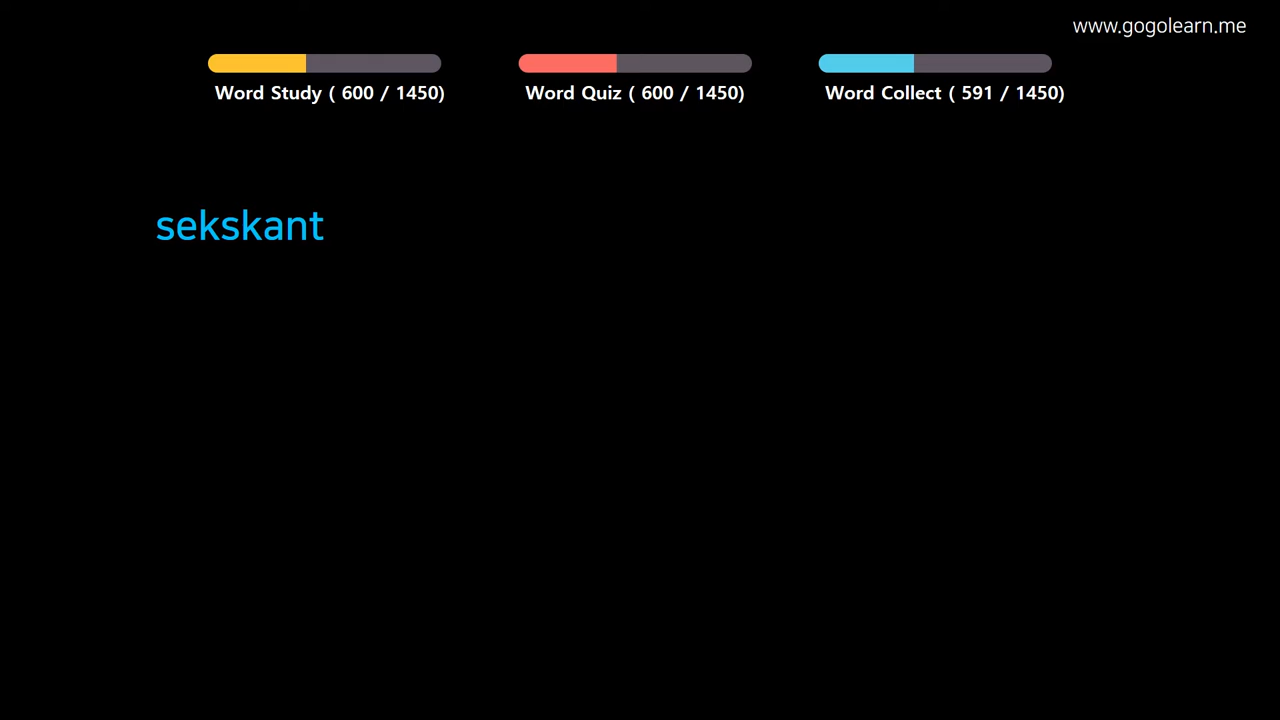 www.gogolearn.me
Word Study ( 600 / 1450)
Word Quiz ( 600 / 1450)
Word Collect ( 591 / 1450)
sekskant